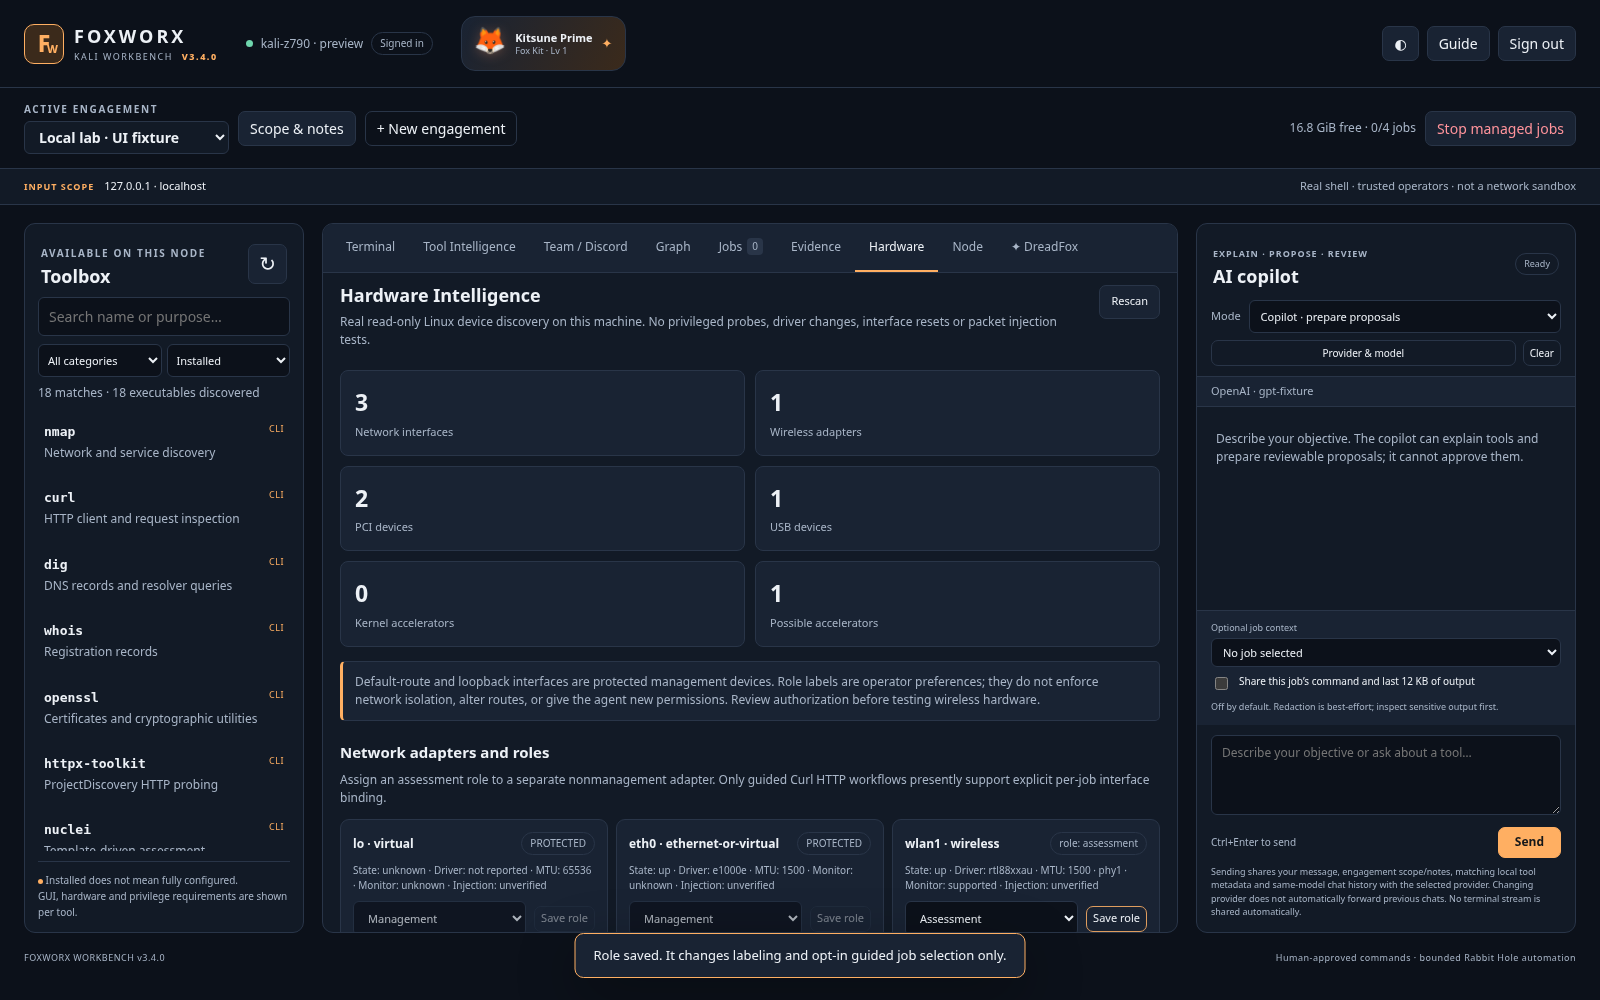 FW
FOXWORX
KALI WORKBENCH V3.4.0
kali-z790 · preview
Signed in
Kitsune Prime
Fox Kit · Lv 1
Guide
Sign out
ACTIVE ENGAGEMENT
Local lab · UI fixture
Scope & notes
+ New engagement
16.8 GiB free · 0/4 jobs
Stop managed jobs
INPUT SCOPE 127.0.0.1 · localhost
Real shell · trusted operators · not a network sandbox
AVAILABLE ON THIS NODE
Toolbox
Search name or purpose...
All categories
Installed
18 matches · 18 executables discovered
nmap CLI
Network and service discovery
curl CLI
HTTP client and request inspection
dig CLI
DNS records and resolver queries
whois CLI
Registration records
openssl CLI
Certificates and cryptographic utilities
httpx-toolkit CLI
ProjectDiscovery HTTP probing
nuclei CLI
Template-driven assessment
Installed does not mean fully configured.
GUI, hardware and privilege requirements are shown
per tool.
Terminal
Tool Intelligence
Team / Discord
Graph
Jobs 0
Evidence
Hardware
Node
✦ DreadFox
Hardware Intelligence
Rescan
Real read-only Linux device discovery on this machine. No privileged probes, driver changes, interface resets or packet injection
tests.
3
Network interfaces
1
Wireless adapters
2
PCI devices
1
USB devices
0
Kernel accelerators
1
Possible accelerators
Default-route and loopback interfaces are protected management devices. Role labels are operator preferences; they do not enforce
network isolation, alter routes, or give the agent new permissions. Review authorization before testing wireless hardware.
Network adapters and roles
Assign an assessment role to a separate nonmanagement adapter. Only guided Curl HTTP workflows presently support explicit per-job interface
binding.
lo · virtual PROTECTED
State: unknown · Driver: not reported · MTU: 65536
· Monitor: unknown · Injection: unverified
Management
Save role
eth0 · ethernet-or-virtual PROTECTED
State: up · Driver: e1000e · MTU: 1500 · Monitor:
unknown · Injection: unverified
Management
Save role
wlan1 · wireless role: assessment
State: up · Driver: rtl88xxau · MTU: 1500 · phy1 ·
Monitor: supported · Injection: unverified
Assessment
Save role
EXPLAIN · PROPOSE · REVIEW
AI copilot
Ready
Mode
Copilot · prepare proposals
Provider & model
Clear
OpenAI · gpt-fixture
Describe your objective. The copilot can explain tools and
prepare reviewable proposals; it cannot approve them.
Optional job context
No job selected
Share this job's command and last 12 KB of output
Off by default. Redaction is best-effort; inspect sensitive output first.
Describe your objective or ask about a tool...
Ctrl+Enter to send
Send
Sending shares your message, engagement scope/notes, matching local tool
metadata and same-model chat history with the selected provider. Changing
provider does not automatically forward previous chats. No terminal stream is
shared automatically.
Role saved. It changes labeling and opt-in guided job selection only.
FOXWORX WORKBENCH v3.4.0
Human-approved commands · bounded Rabbit Hole automation